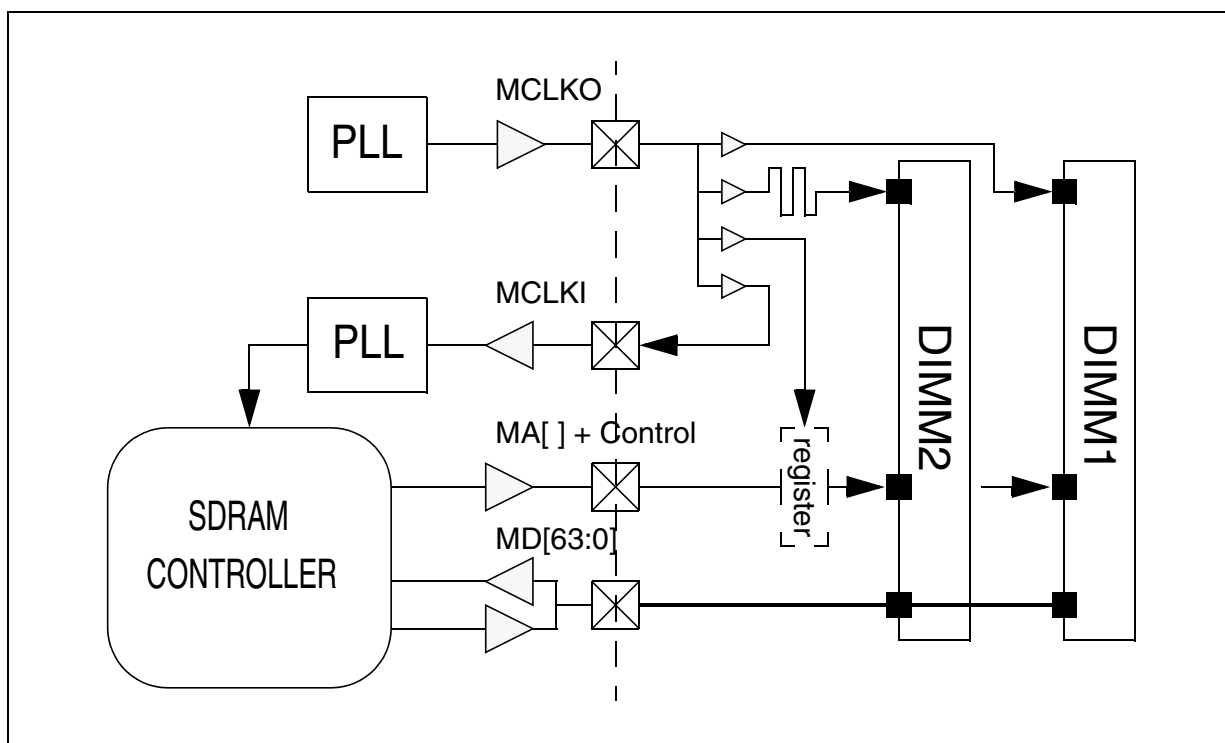 MCLKO
PLL
MCLKI
PLL
DIMM2
DIMM1
MA[ ] + Control
register
SDRAM
CONTROLLER
MD[63:0]